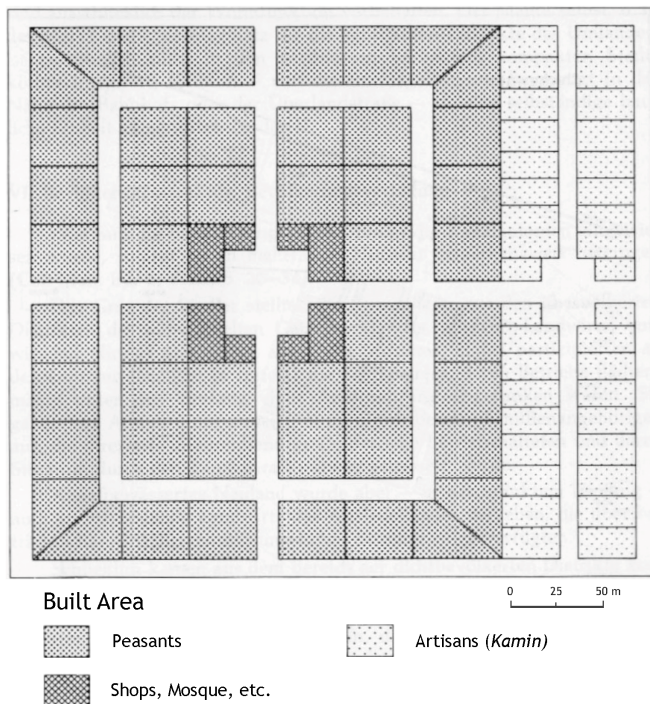 0 25 50 m
Built Area
Peasants
Artisans (Kamin)
Shops, Mosque, etc.